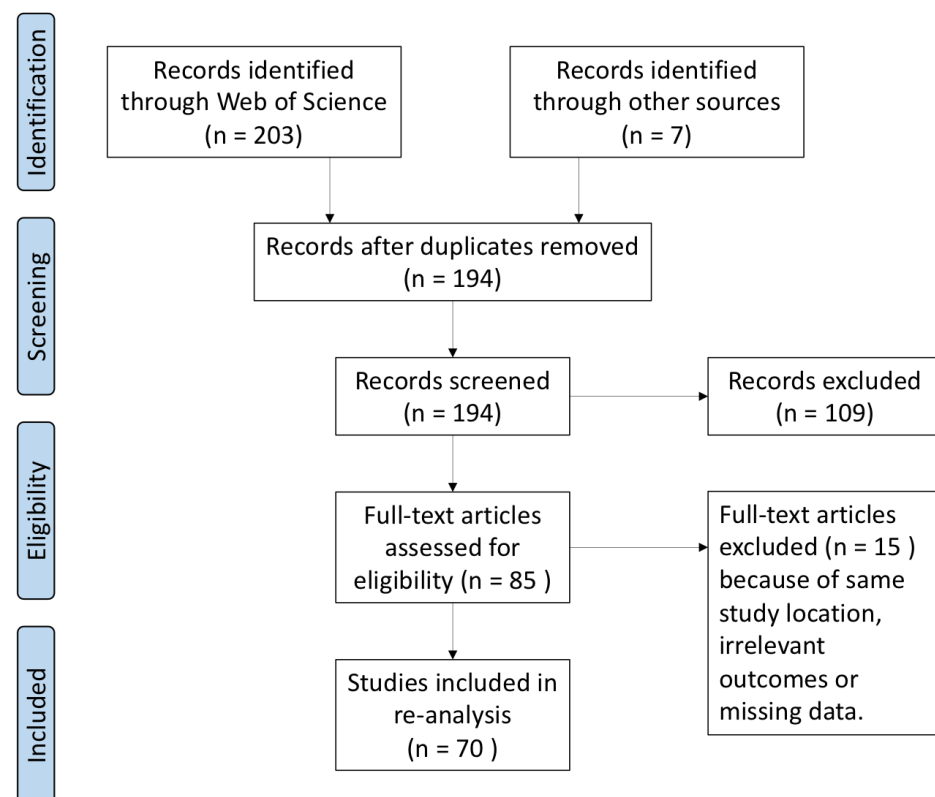 Identification
Records identified
through Web of Science
(n = 203)
Records identified
through other sources
(n = 7)
Screening
Records after duplicates removed
(n = 194)
Records screened
(n = 194)
Records excluded
(n = 109)
Eligibility
Full-text articles
assessed for
eligibility (n = 85 )
Full-text articles
excluded (n = 15 )
because of same
study location,
irrelevant
outcomes or
missing data.
Included
Studies included in
re-analysis
(n = 70 )